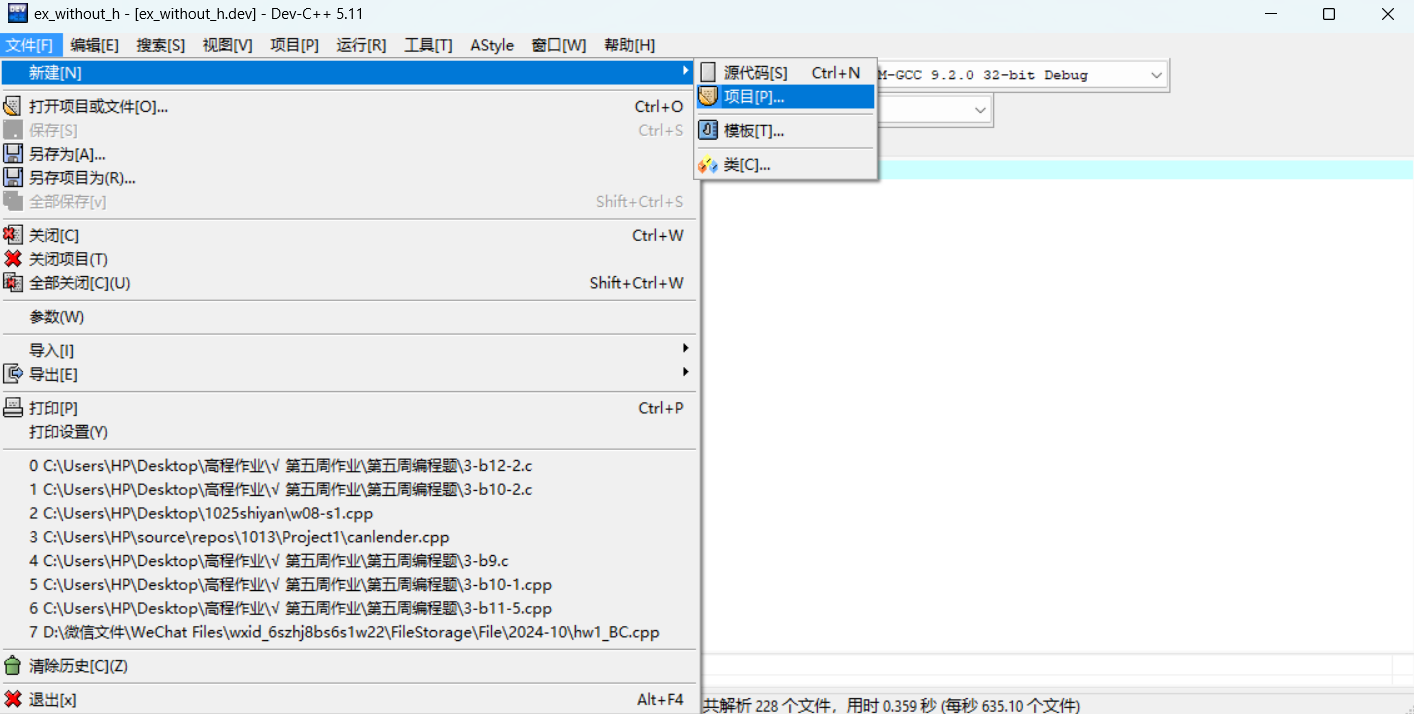 ex_without_h - [ex_without_h.dev] - Dev-C++ 5.11
文件[F] 编辑[E] 搜索[S] 视图[V] 项目[P] 运行[R] 工具[T] AStyle 窗口[W] 帮助[H]
新建[N]
源代码[S] Ctrl+N
M-GCC 9.2.0 32-bit Debug
项目[P]...
打开项目或文件[O]... Ctrl+O
保存[S] Ctrl+S
模板[T]...
另存为[A]...
类[C]...
另存项目为(R)...
全部保存[v] Shift+Ctrl+S
关闭[C] Ctrl+W
关闭项目(T)
全部关闭[C](U) Shift+Ctrl+W
参数(W)
导入[I]
导出[E]
打印[P] Ctrl+P
打印设置(Y)
0 C:\Users\HP\Desktop\高程作业\√ 第五周作业\第五周编程题\3-b12-2.c
1 C:\Users\HP\Desktop\高程作业\√ 第五周作业\第五周编程题\3-b10-2.c
2 C:\Users\HP\Desktop\1025shiyan\w08-s1.cpp
3 C:\Users\HP\source\repos\1013\Project1\canlender.cpp
4 C:\Users\HP\Desktop\高程作业\√ 第五周作业\第五周编程题\3-b9.c
5 C:\Users\HP\Desktop\高程作业\√ 第五周作业\第五周编程题\3-b10-1.cpp
6 C:\Users\HP\Desktop\高程作业\√ 第五周作业\第五周编程题\3-b11-5.cpp
7 D:\微信文件\WeChat Files\wxid_6szhj8bs6s1w22\FileStorage\File\2024-10\hw1_BC.cpp
清除历史[C](Z)
退出[x] Alt+F4
共解析 228 个文件，用时 0.359 秒 (每秒 635.10 个文件)